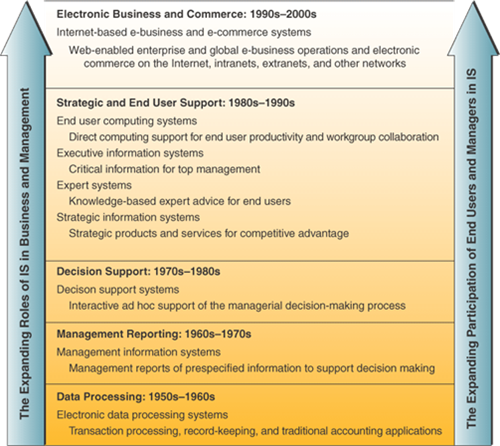 The Expanding Roles of IS in Business and Management
Electronic Business and Commerce: 1990s–2000s
Internet-based e-business and e-commerce systems
Web-enabled enterprise and global e-business operations and electronic
commerce on the Internet, intranets, extranets, and other networks
Strategic and End User Support: 1980s–1990s
End user computing systems
Direct computing support for end user productivity and workgroup collaboration
Executive information systems
Critical information for top management
Expert systems
Knowledge-based expert advice for end users
Strategic information systems
Strategic products and services for competitive advantage
Decision Support: 1970s–1980s
Decison support systems
Interactive ad hoc support of the managerial decision-making process
Management Reporting: 1960s–1970s
Management information systems
Management reports of prespecified information to support decision making
Data Processing: 1950s–1960s
Electronic data processing systems
Transaction processing, record-keeping, and traditional accounting applications
The Expanding Participation of End Users and Managers in IS